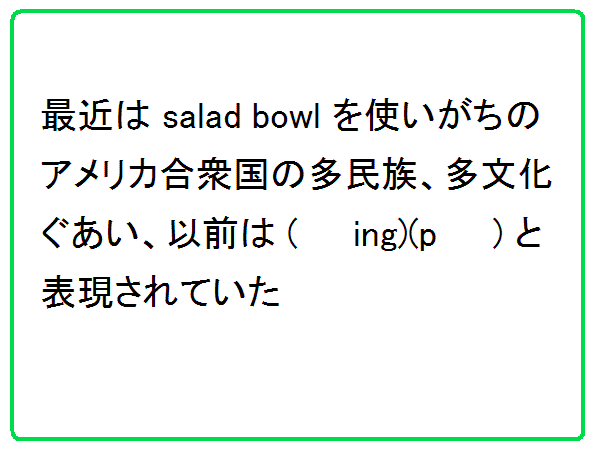 最近は salad bowl を使いがちの
アメリカ合衆国の多民族、多文化
ぐあい、以前は (     ing)(p     ) と
表現されていた